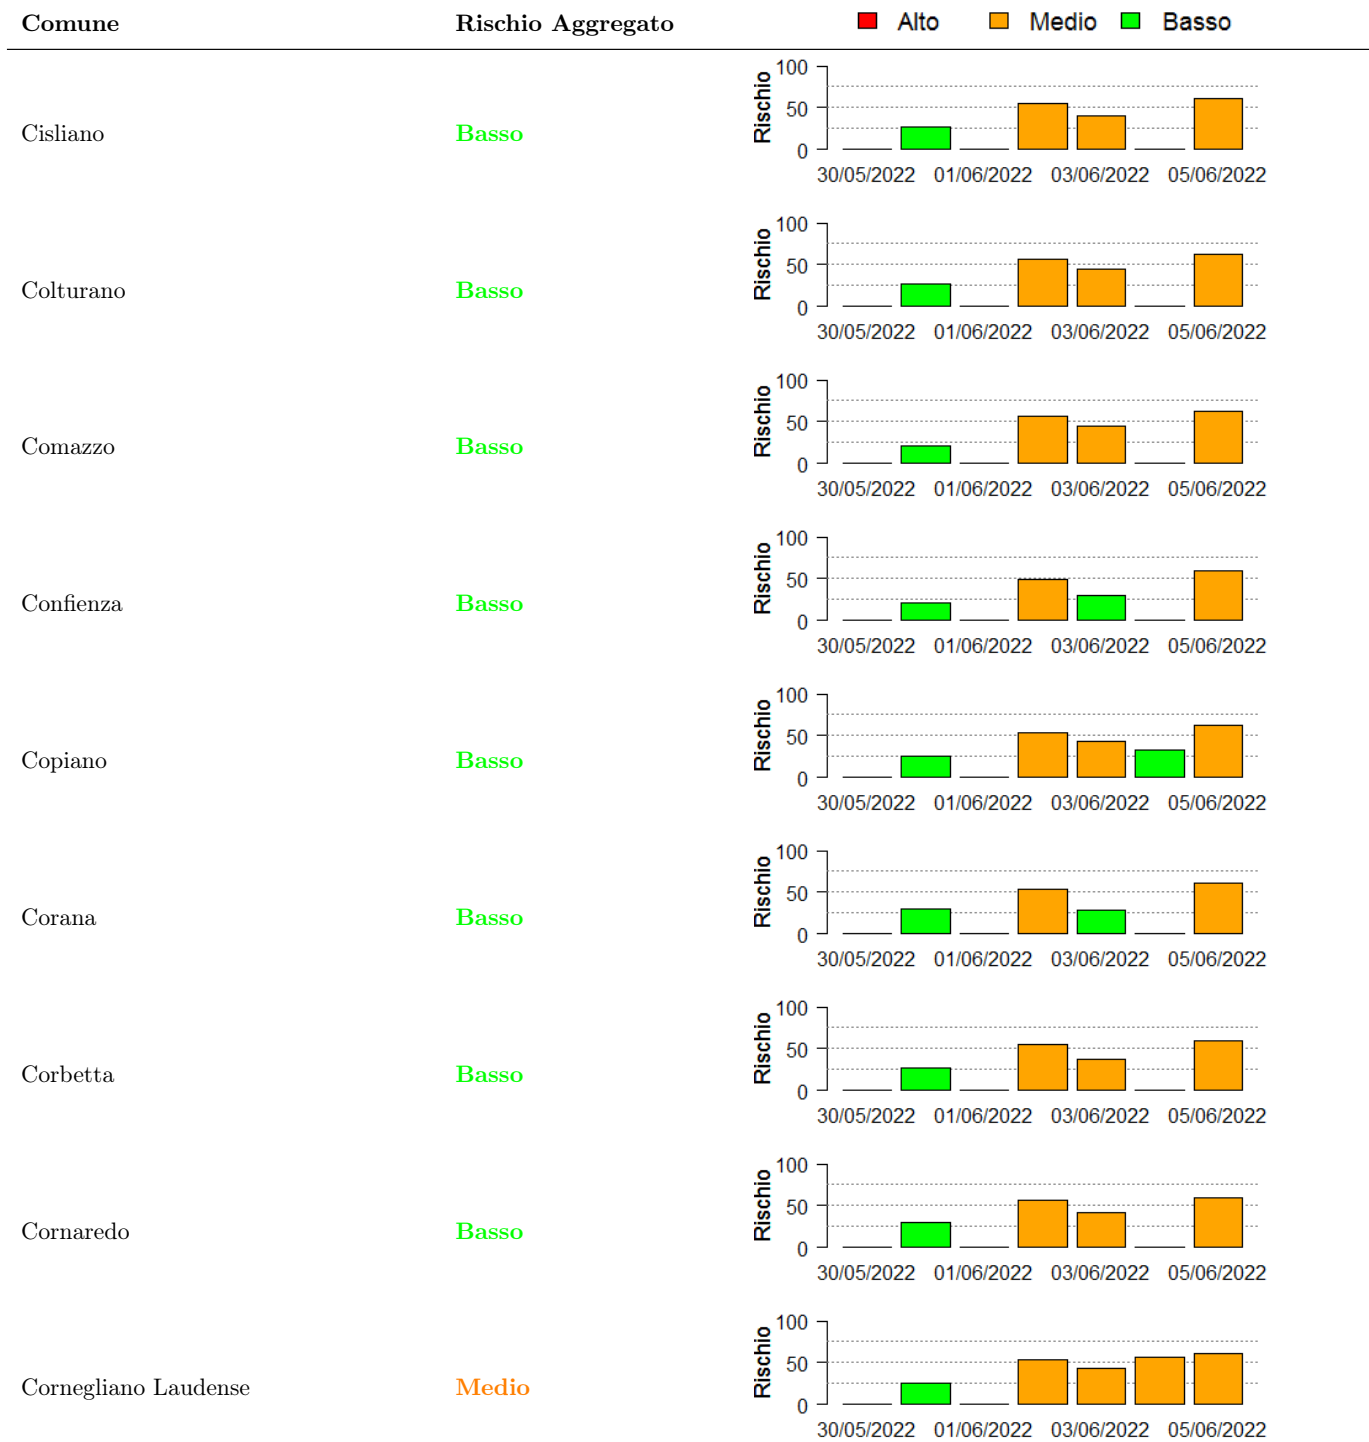 Comune Rischio Aggregato Alto Medio Basso
100
50
0
Rischio
Cisliano Basso
30/05/2022 01/06/2022 03/06/2022 05/06/2022
100
50
0
Rischio
Colturano Basso
30/05/2022 01/06/2022 03/06/2022 05/06/2022
100
50
0
Rischio
Comazzo Basso
30/05/2022 01/06/2022 03/06/2022 05/06/2022
100
50
0
Rischio
Confienza Basso
30/05/2022 01/06/2022 03/06/2022 05/06/2022
100
50
0
Rischio
Copiano Basso
30/05/2022 01/06/2022 03/06/2022 05/06/2022
100
50
0
Rischio
Corana Basso
30/05/2022 01/06/2022 03/06/2022 05/06/2022
100
50
0
Rischio
Corbetta Basso
30/05/2022 01/06/2022 03/06/2022 05/06/2022
100
50
0
Rischio
Cornaredo Basso
30/05/2022 01/06/2022 03/06/2022 05/06/2022
100
50
0
Rischio
Cornegliano Laudense Medio
30/05/2022 01/06/2022 03/06/2022 05/06/2022